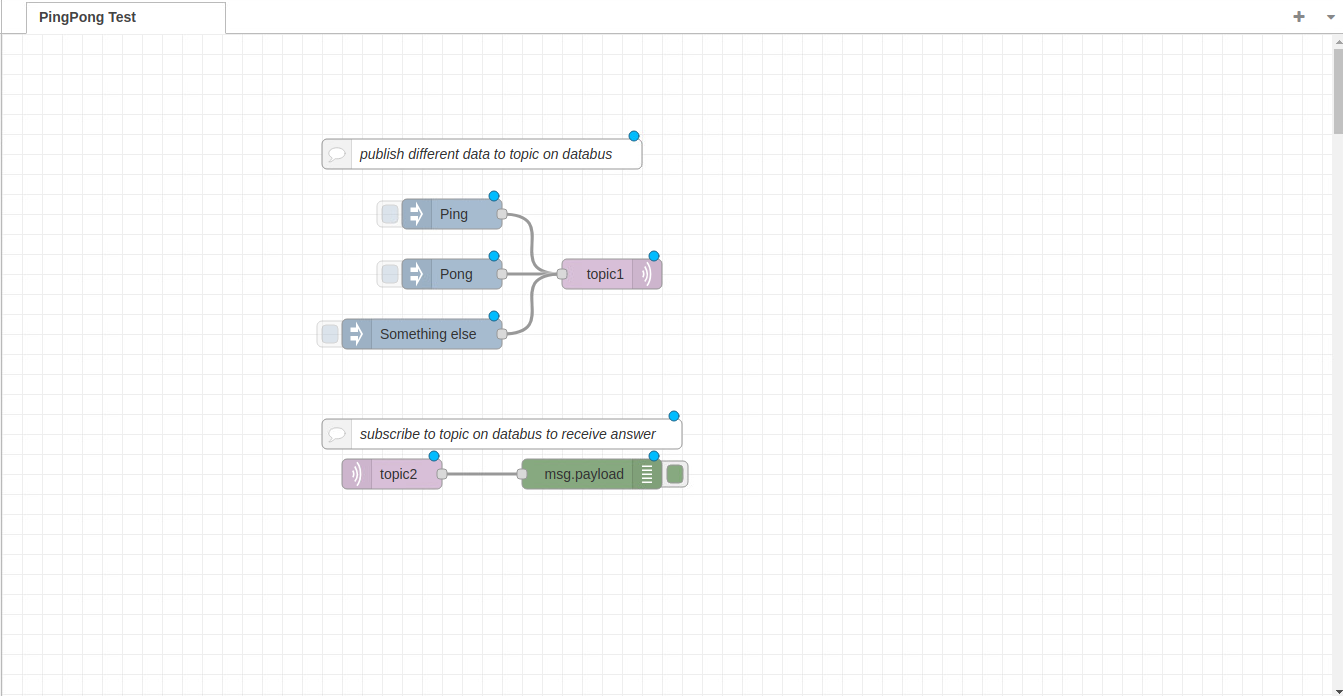 PingPong Test
publish different data to topic on databus
Ping
Pong
topic1
Something else
subscribe to topic on databus to receive answer
topic2
msg.payload